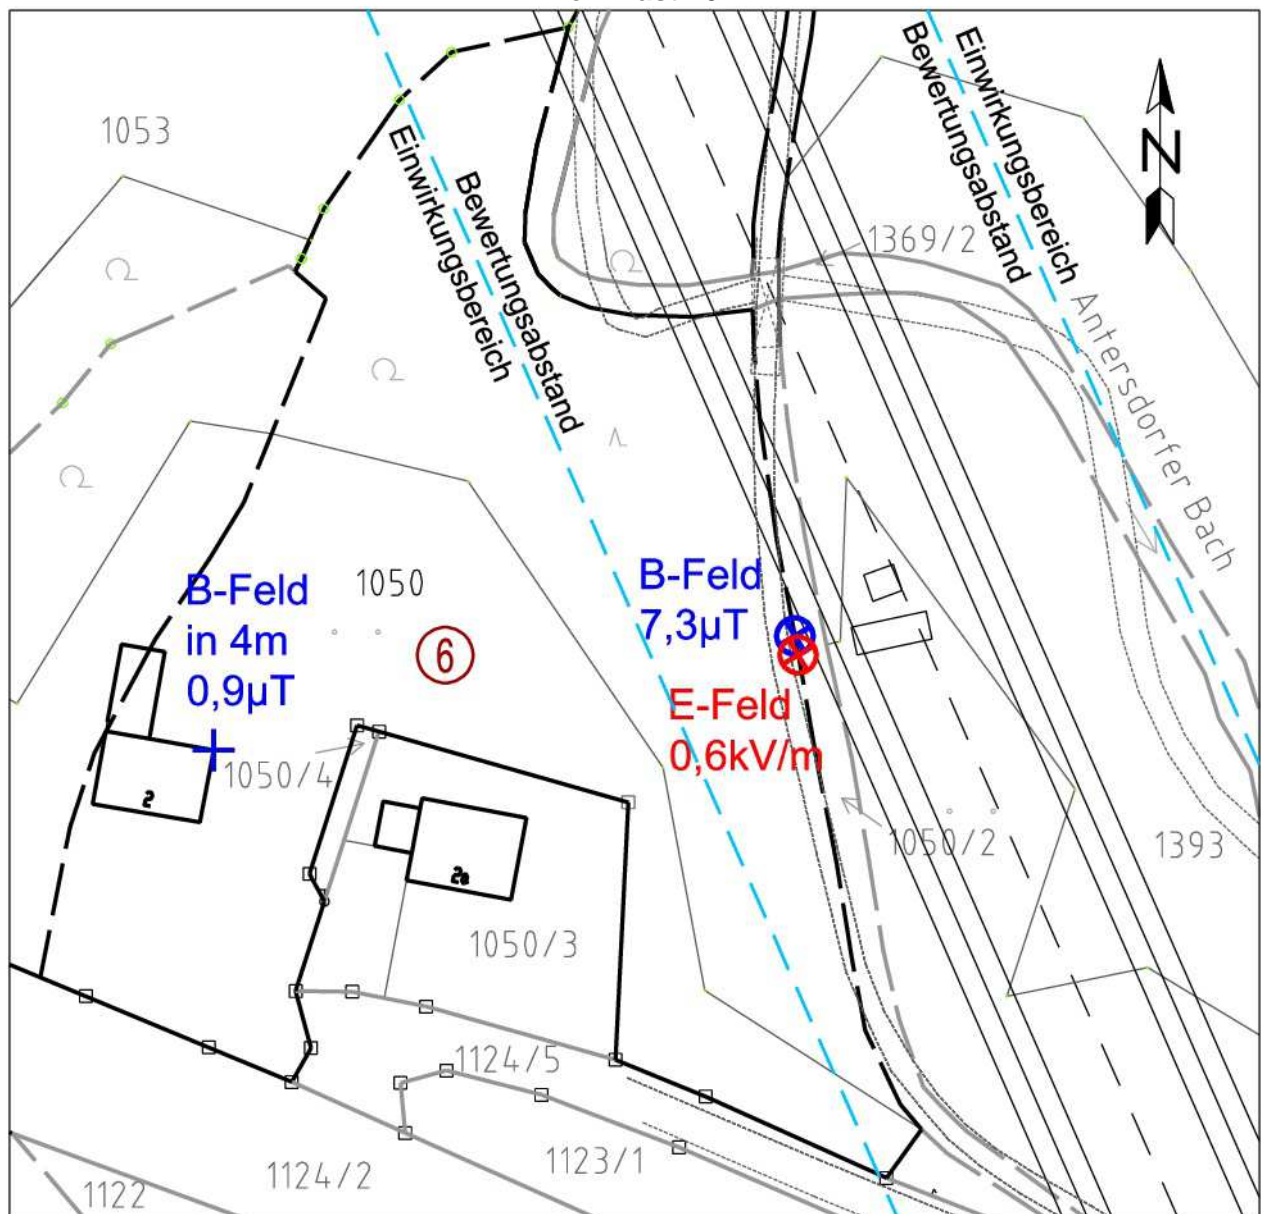 1053
Einwirkungsbereich
Bewertungsabstand
Einwirkungsbereich
Bewertungsabstand
N
1369/2
Antersdorfer Bach
B-Feld
in 4m
0,9µT
1050
6
B-Feld
7,3µT
E-Feld
0,6kV/m
1050/4
2
2a
1050/2
1393
1050/3
1124/5
1124/2
1123/1
1122